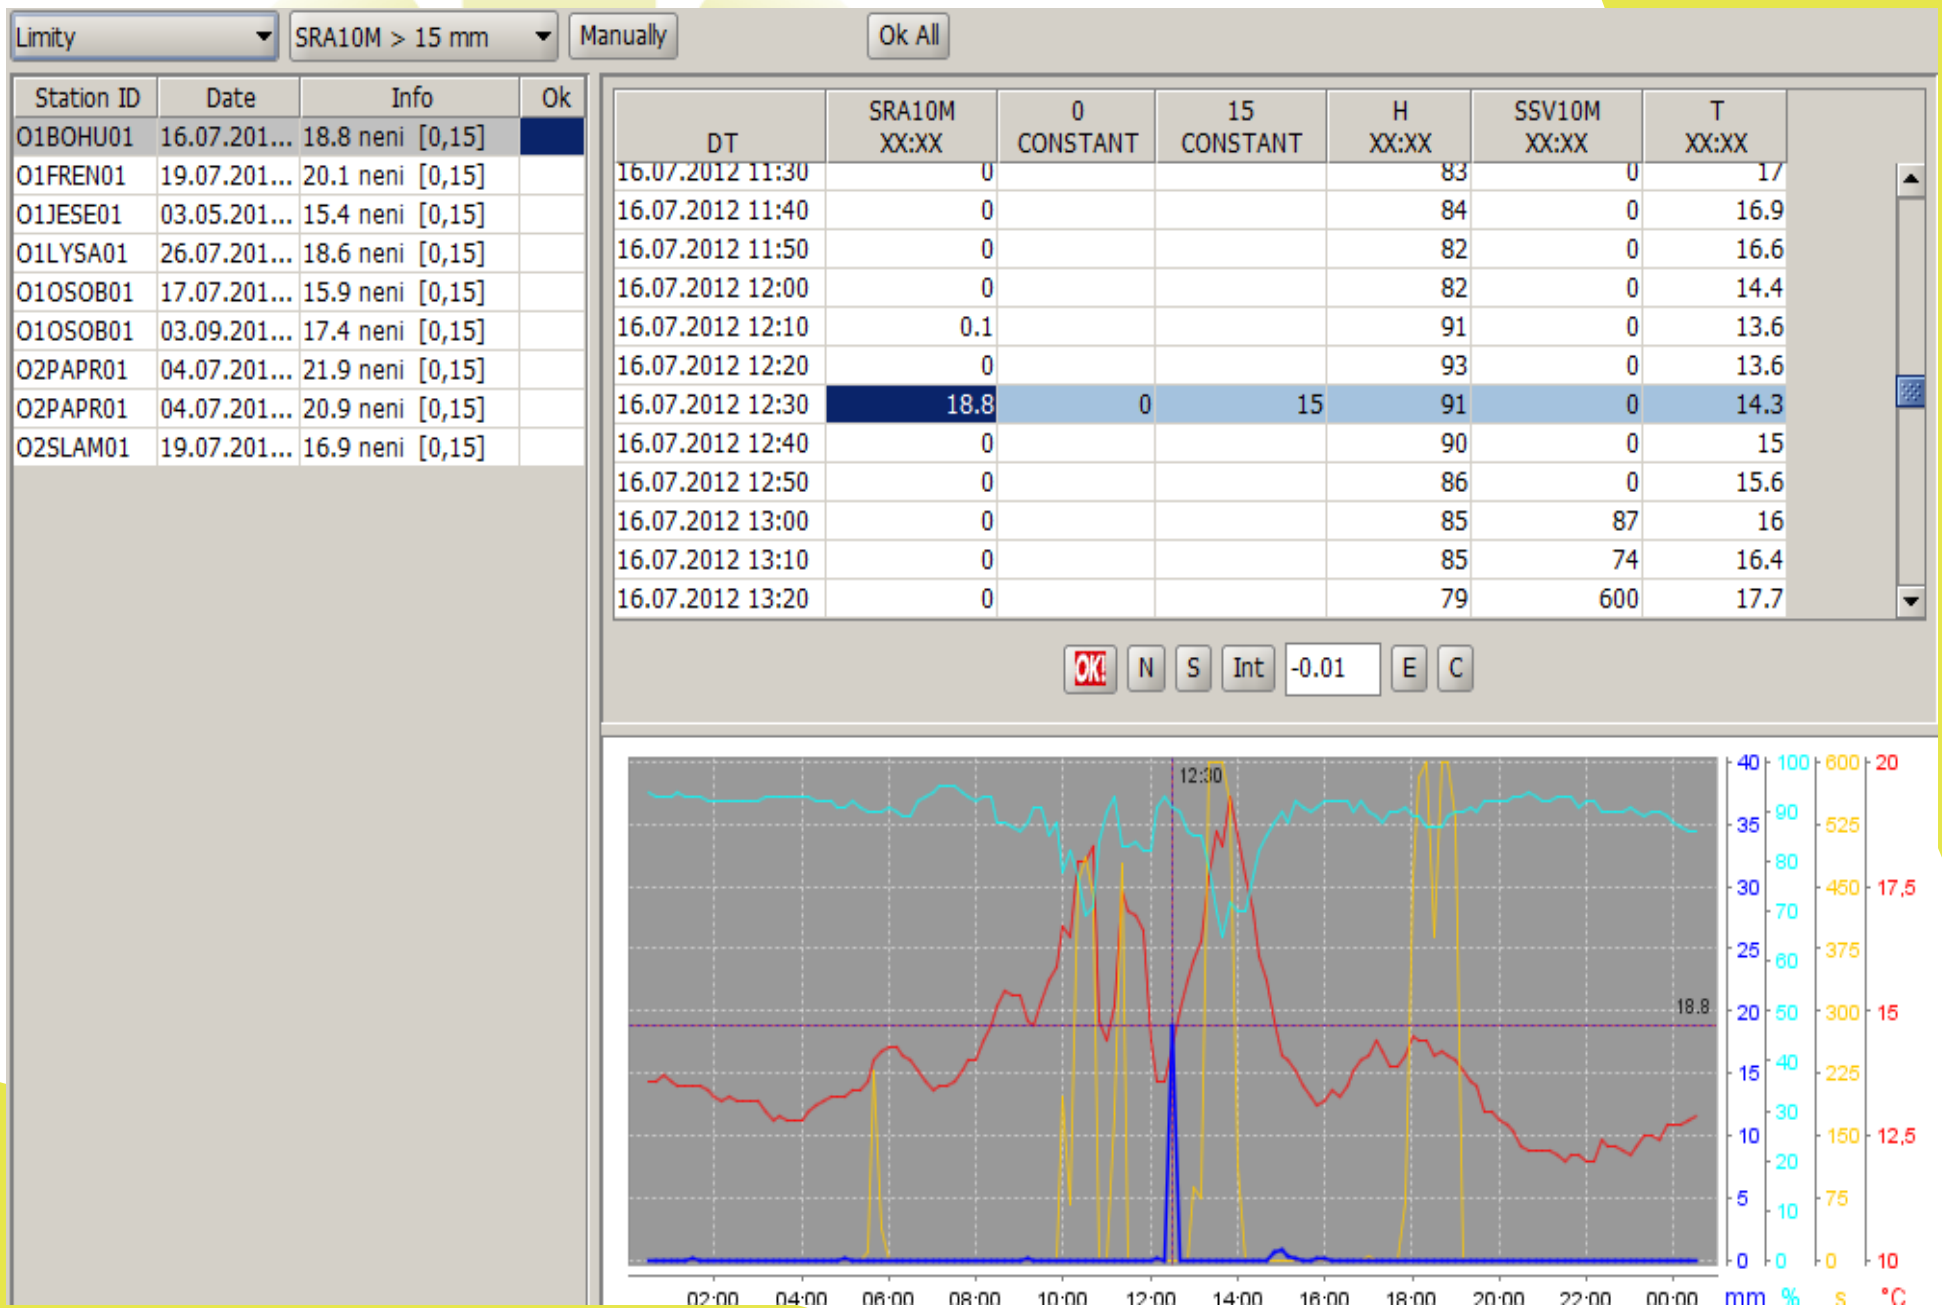 Limity SRA10M > 15 mm Manually Ok All
Station ID Date Info Ok
O1BOHU01 16.07.201... 18.8 neni [0,15]
O1FREN01 19.07.201... 20.1 neni [0,15]
O1JESE01 03.05.201... 15.4 neni [0,15]
O1LYSA01 26.07.201... 18.6 neni [0,15]
O1OSOB01 17.07.201... 15.9 neni [0,15]
O1OSOB01 03.09.201... 17.4 neni [0,15]
O2PAPR01 04.07.201... 21.9 neni [0,15]
O2PAPR01 04.07.201... 20.9 neni [0,15]
O2SLAM01 19.07.201... 16.9 neni [0,15]
SRA10M 0 15 H SSV10M T
DT XX:XX CONSTANT CONSTANT XX:XX XX:XX XX:XX
16.07.2012 11:30 0 83 0 17
16.07.2012 11:40 0 84 0 16.9
16.07.2012 11:50 0 82 0 16.6
16.07.2012 12:00 0 82 0 14.4
16.07.2012 12:10 0.1 91 0 13.6
16.07.2012 12:20 0 93 0 13.6
16.07.2012 12:30 18.8 0 15 91 0 14.3
16.07.2012 12:40 0 90 0 15
16.07.2012 12:50 0 86 0 15.6
16.07.2012 13:00 0 85 87 16
16.07.2012 13:10 0 85 74 16.4
16.07.2012 13:20 0 79 600 17.7
OK! N S Int -0.01 E C
12:30
18.8
40 100 600 20
90
35 525
80
30 450 17,5
70
25 375
60
20 50 300 15
40
15 225
30
10 150 12,5
20
5 75
10
0 0 0 10
02:00 04:00 06:00 08:00 10:00 12:00 14:00 16:00 18:00 20:00 22:00 00:00 mm % s °C